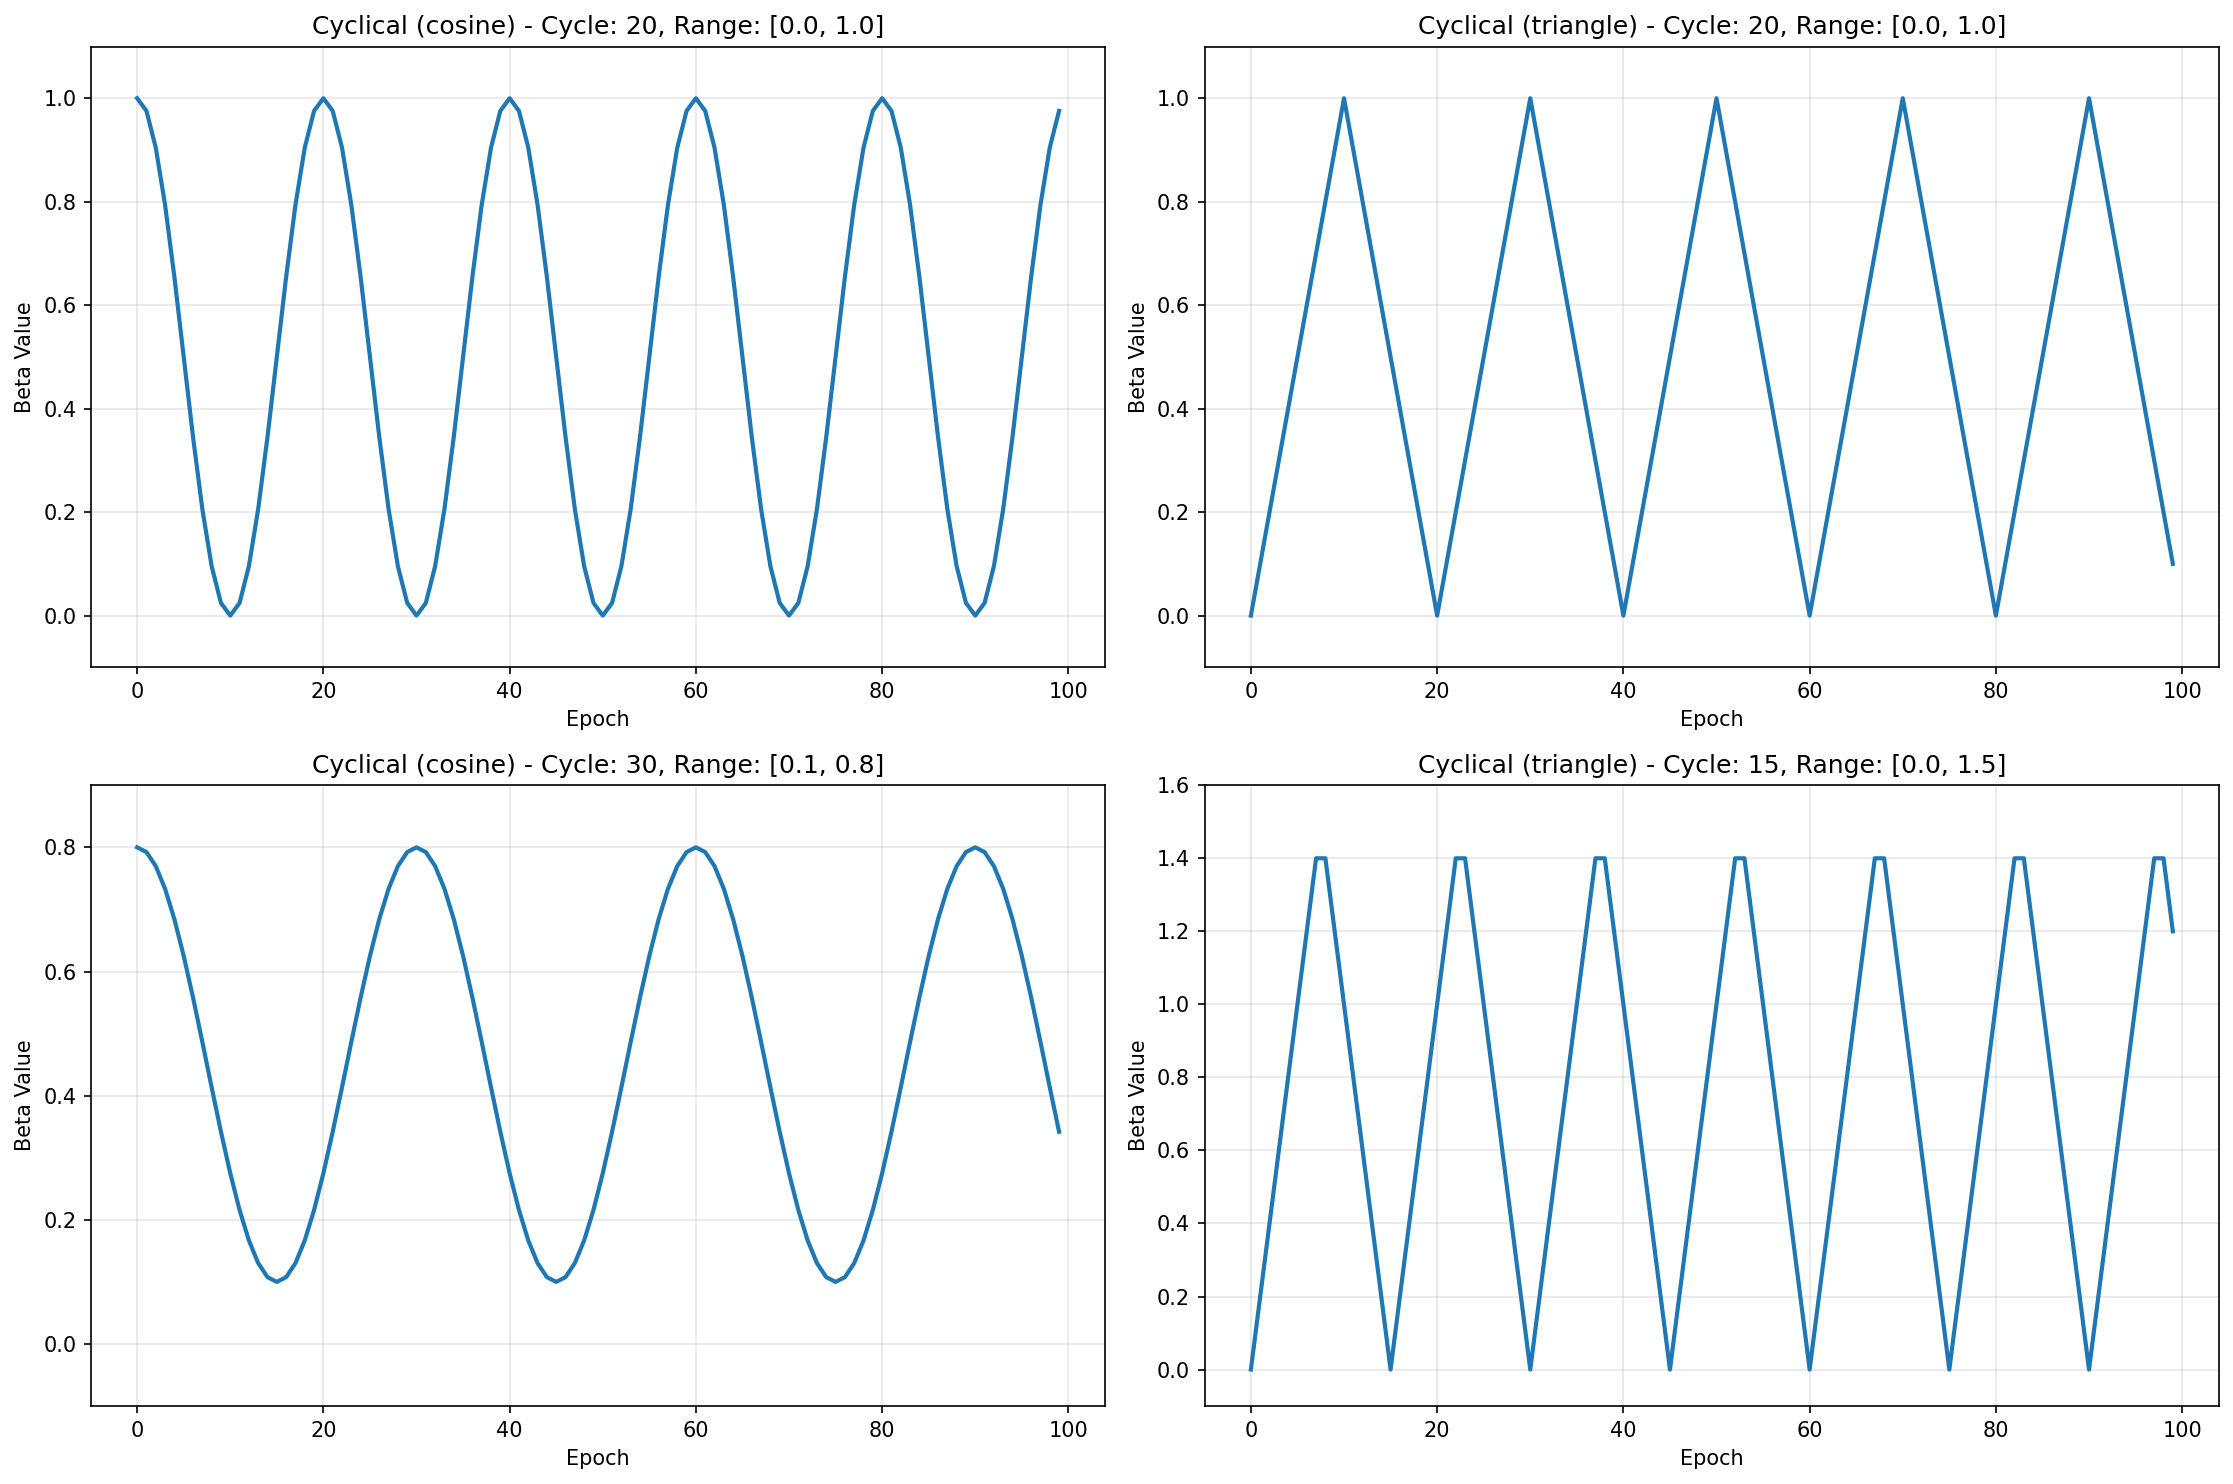 Cyclical (cosine) - Cycle: 20, Range: [0.0, 1.0]
1.0
0.8
0.6
0.4
0.2
0.0
Beta Value
0 20 40 60 80 100
Epoch
Cyclical (triangle) - Cycle: 20, Range: [0.0, 1.0]
1.0
0.8
0.6
0.4
0.2
0.0
Beta Value
0 20 40 60 80 100
Epoch
Cyclical (cosine) - Cycle: 30, Range: [0.1, 0.8]
0.8
0.6
0.4
0.2
0.0
Beta Value
0 20 40 60 80 100
Epoch
Cyclical (triangle) - Cycle: 15, Range: [0.0, 1.5]
1.6
1.4
1.2
1.0
0.8
0.6
0.4
0.2
0.0
Beta Value
0 20 40 60 80 100
Epoch